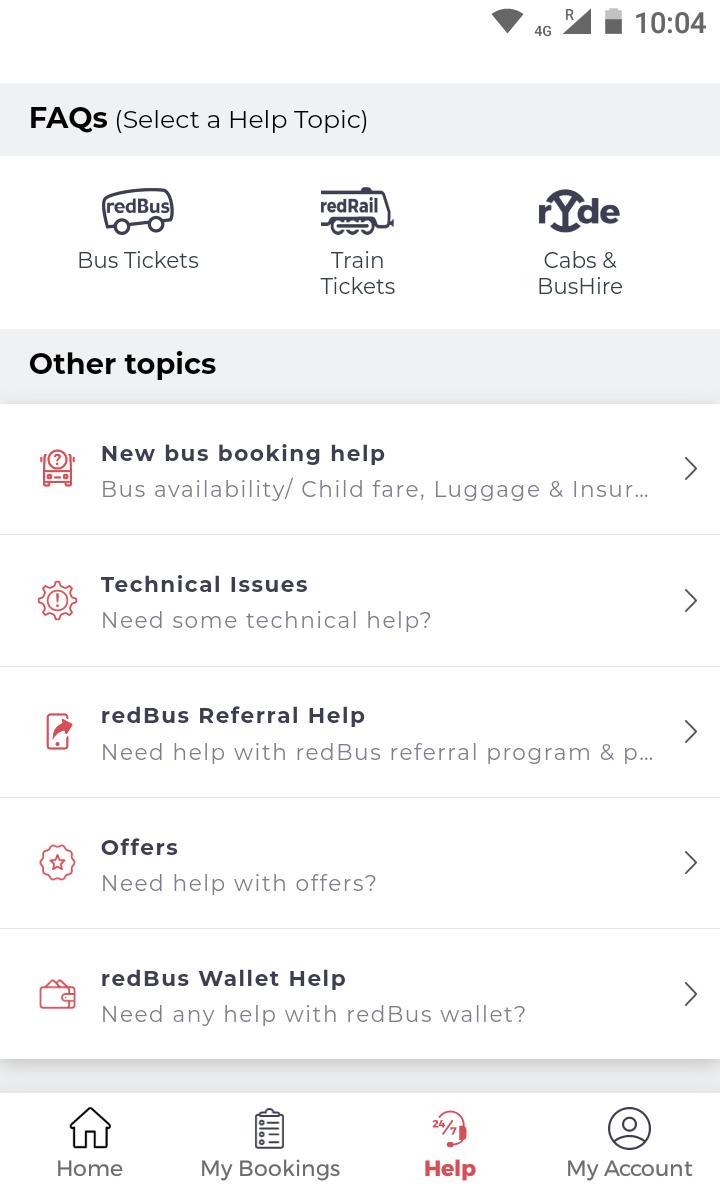 4G R 10:04
FAQs (Select a Help Topic)
redBus redRail rYde
Bus Tickets
Train
Tickets
Cabs &
BusHire
Other topics
New bus booking help
Bus availability/ Child fare, Luggage & Insur...
Technical Issues
Need some technical help?
redBus Referral Help
Need help with redBus referral program & p...
Offers
Need help with offers?
redBus Wallet Help
Need any help with redBus wallet?
24/7
Home My Bookings Help My Account